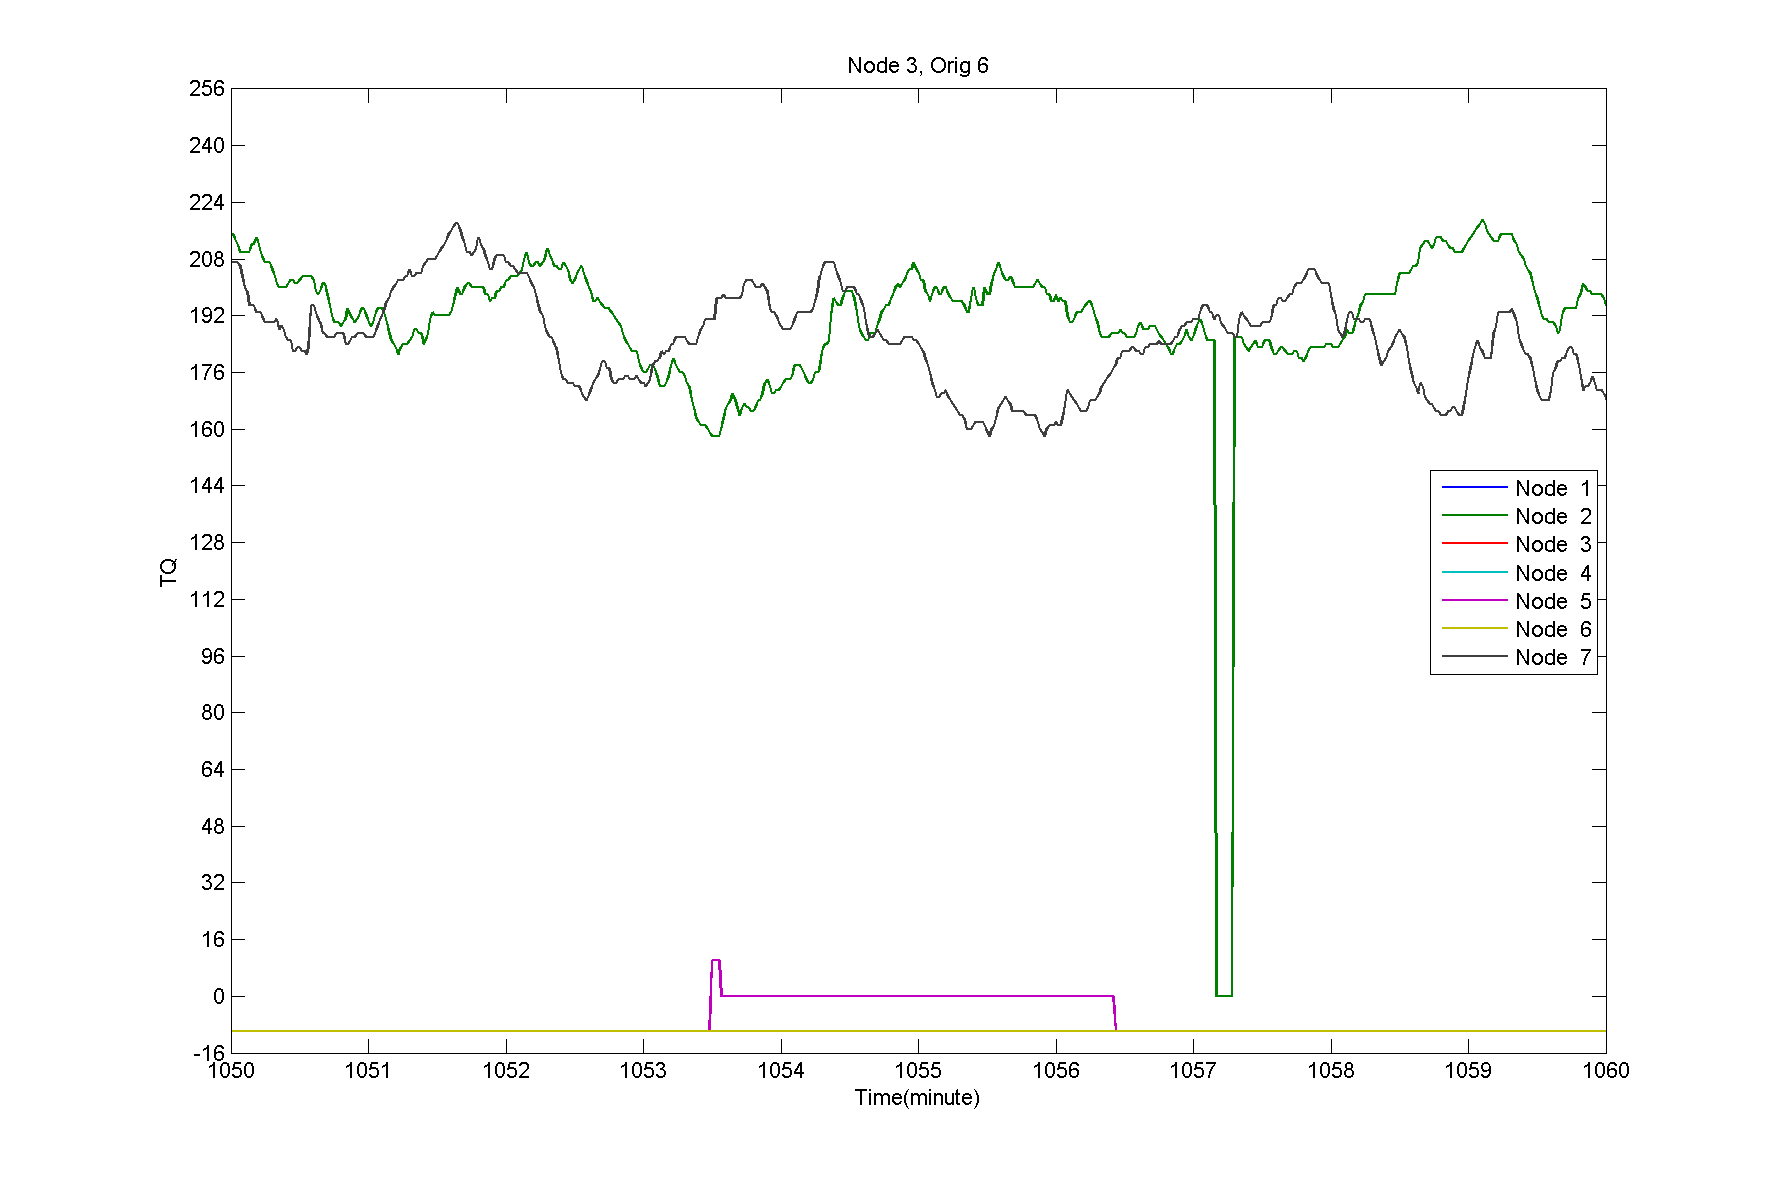 Node 3, Orig 6
256
240
224
208
192
176
160
144
128
112
96
80
64
48
32
16
0
-16
TQ
Node 1
Node 2
Node 3
Node 4
Node 5
Node 6
Node 7
1050 1051 1052 1053 1054 1055 1056 1057 1058 1059 1060
Time(minute)